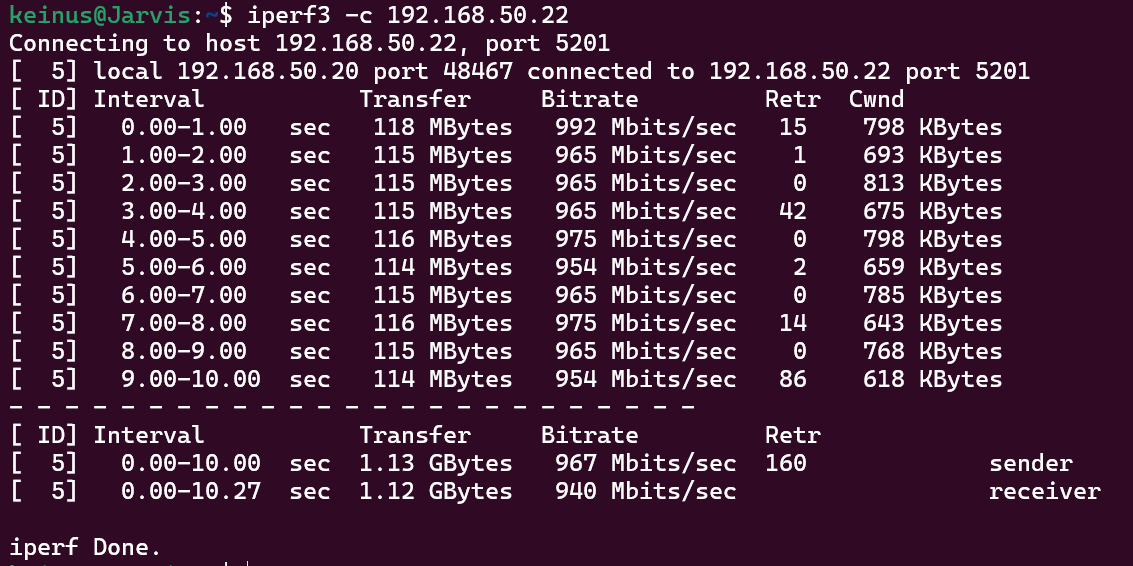 keinus@Jarvis:~$ iperf3 -c 192.168.50.22
Connecting to host 192.168.50.22, port 5201
[  5] local 192.168.50.20 port 48467 connected to 192.168.50.22 port 5201
[ ID] Interval           Transfer     Bitrate         Retr  Cwnd
[  5]   0.00-1.00   sec   118 MBytes   992 Mbits/sec   15    798 KBytes
[  5]   1.00-2.00   sec   115 MBytes   965 Mbits/sec    1    693 KBytes
[  5]   2.00-3.00   sec   115 MBytes   965 Mbits/sec    0    813 KBytes
[  5]   3.00-4.00   sec   115 MBytes   965 Mbits/sec   42    675 KBytes
[  5]   4.00-5.00   sec   116 MBytes   975 Mbits/sec    0    798 KBytes
[  5]   5.00-6.00   sec   114 MBytes   954 Mbits/sec    2    659 KBytes
[  5]   6.00-7.00   sec   115 MBytes   965 Mbits/sec    0    785 KBytes
[  5]   7.00-8.00   sec   116 MBytes   975 Mbits/sec   14    643 KBytes
[  5]   8.00-9.00   sec   115 MBytes   965 Mbits/sec    0    768 KBytes
[  5]   9.00-10.00  sec   114 MBytes   954 Mbits/sec   86    618 KBytes
- - - - - - - - - - - - - - - - - - - - - - - - -
[ ID] Interval           Transfer     Bitrate         Retr
[  5]   0.00-10.00  sec  1.13 GBytes   967 Mbits/sec  160             sender
[  5]   0.00-10.27  sec  1.12 GBytes   940 Mbits/sec                  receiver

iperf Done.